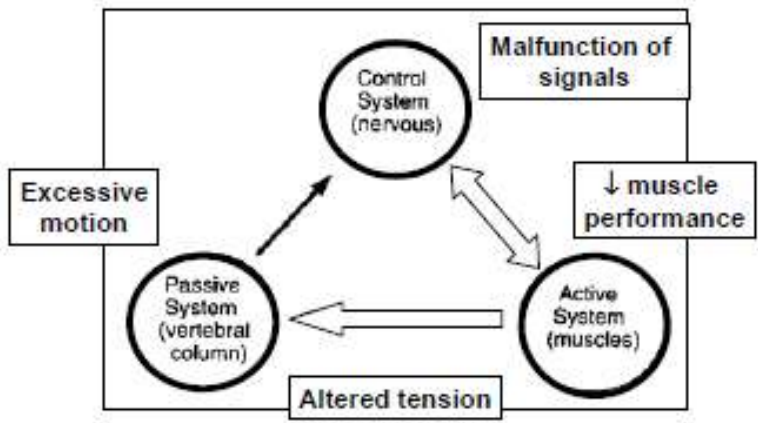 Malfunction of
signals
Control
System
(nervous)
Excessive
motion
↓ muscle
performance
Passive
System
(vertebral
column)
Active
System
(muscles)
Altered tension